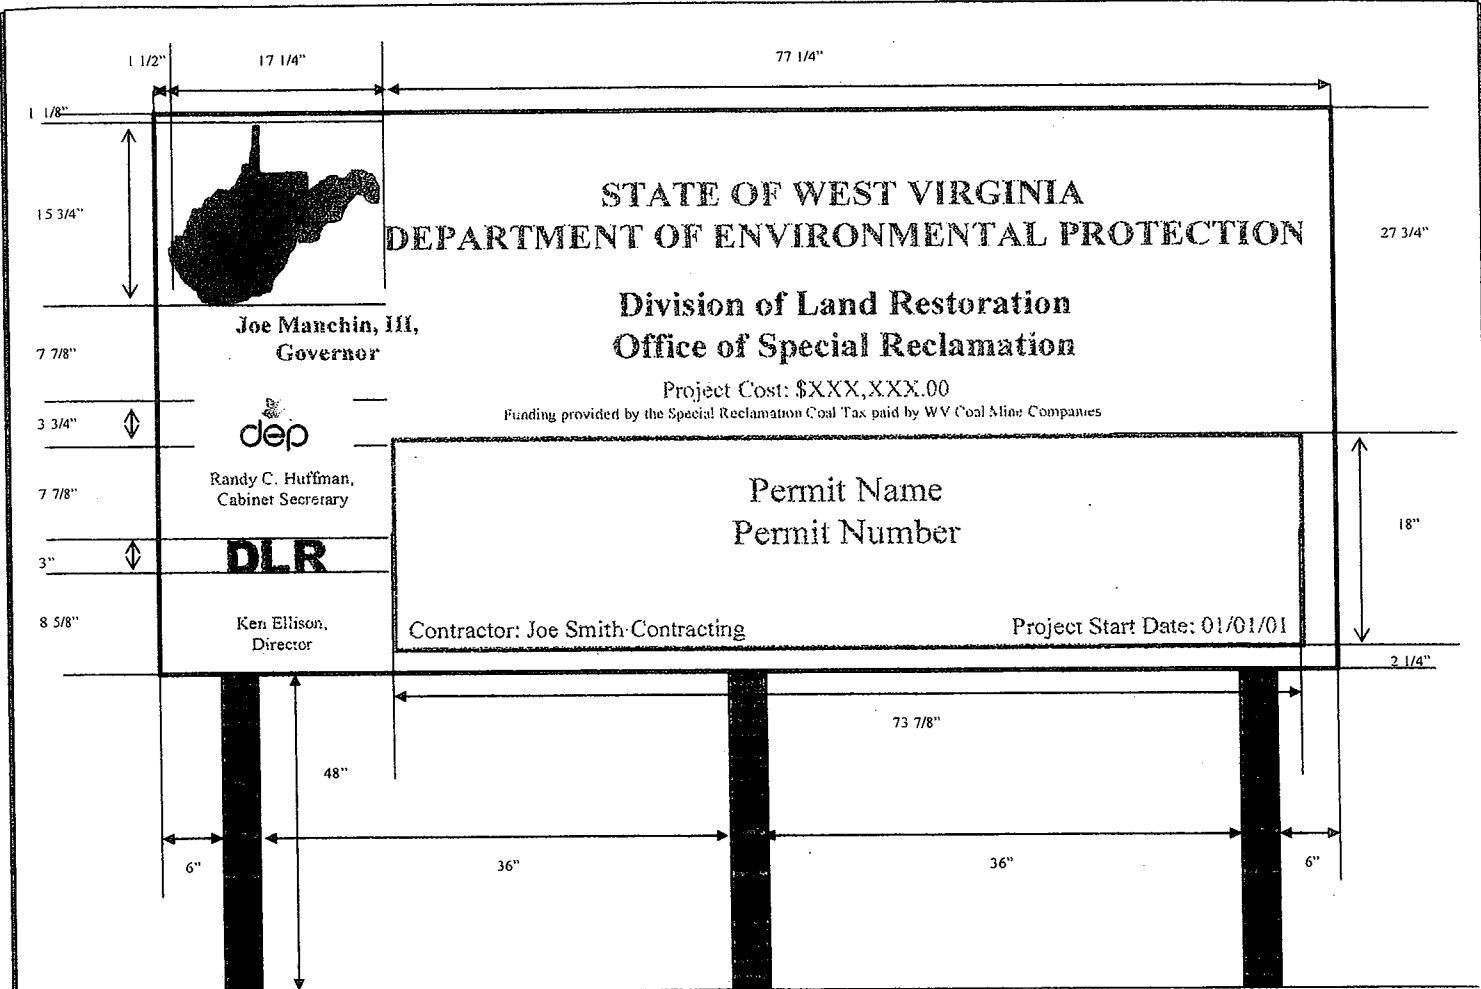 1 1/2" 17 1/4" 77 1/4"
1 1/8"
15 3/4"
STATE OF WEST VIRGINIA
DEPARTMENT OF ENVIRONMENTAL PROTECTION
27 3/4"
Division of Land Restoration
Office of Special Reclamation
Joe Manchin, III,
Governor
7 7/8"
Project Cost: $XXX,XXX.00
Funding provided by the Special Reclamation Coal Tax paid by WV Coal Mine Companies
3 3/4"
dep
Randy C. Huffman,
Cabinet Secretary
7 7/8"
Permit Name
Permit Number
18"
DLR
3"
Ken Ellison,
Director
8 5/8"
Contractor: Joe Smith Contracting
Project Start Date: 01/01/01
2 1/4"
73 7/8"
48"
6" 36" 36" 6"